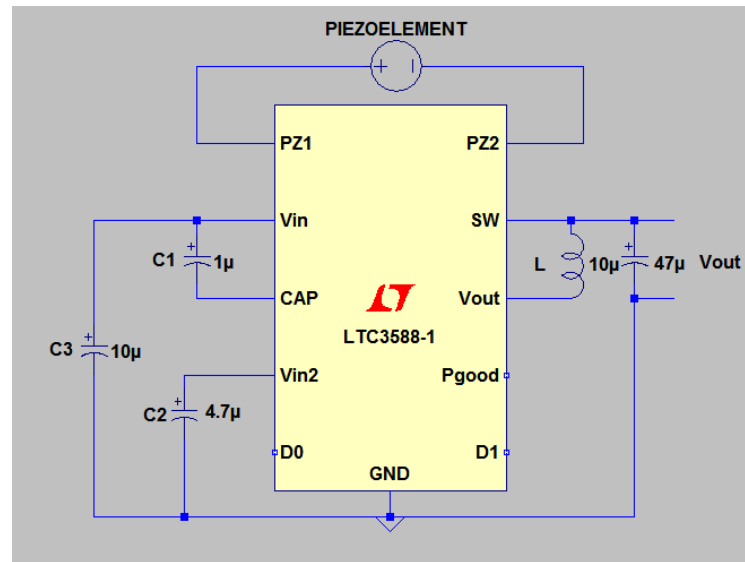 PIEZOELEMENT
+ −
PZ1 PZ2
Vin SW
+ C1 1µ
L 10µ + 47µ Vout
CAP Vout
LTC3588-1
+ C3 10µ
Vin2 Pgood
+ C2 4.7µ
D0 D1
GND